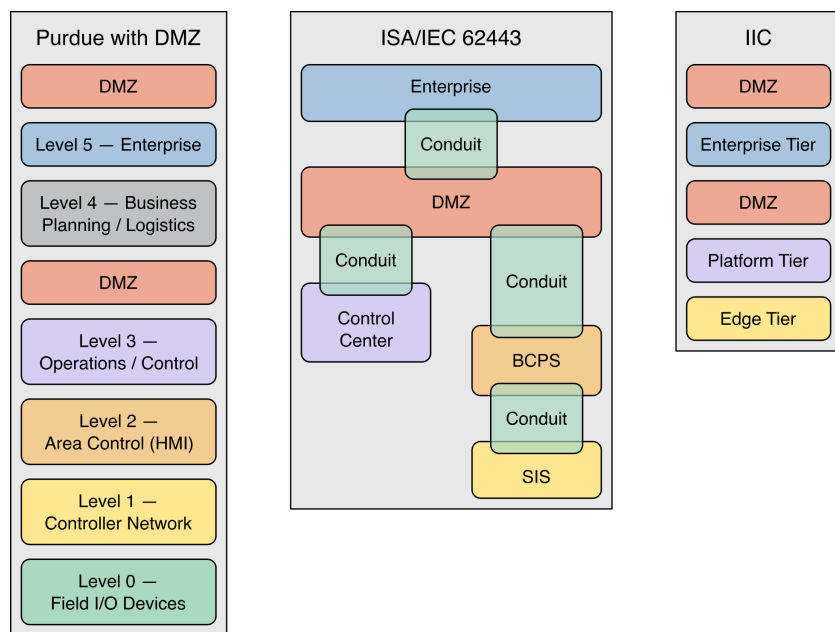 Purdue with DMZ
DMZ
Level 5 — Enterprise
Level 4 — Business
Planning / Logistics
DMZ
Level 3 —
Operations / Control
Level 2 —
Area Control (HMI)
Level 1 —
Controller Network
Level 0 —
Field I/O Devices
ISA/IEC 62443
Enterprise
Conduit
DMZ
Conduit
Conduit
Control
Center
BCPS
Conduit
SIS
IIC
DMZ
Enterprise Tier
DMZ
Platform Tier
Edge Tier